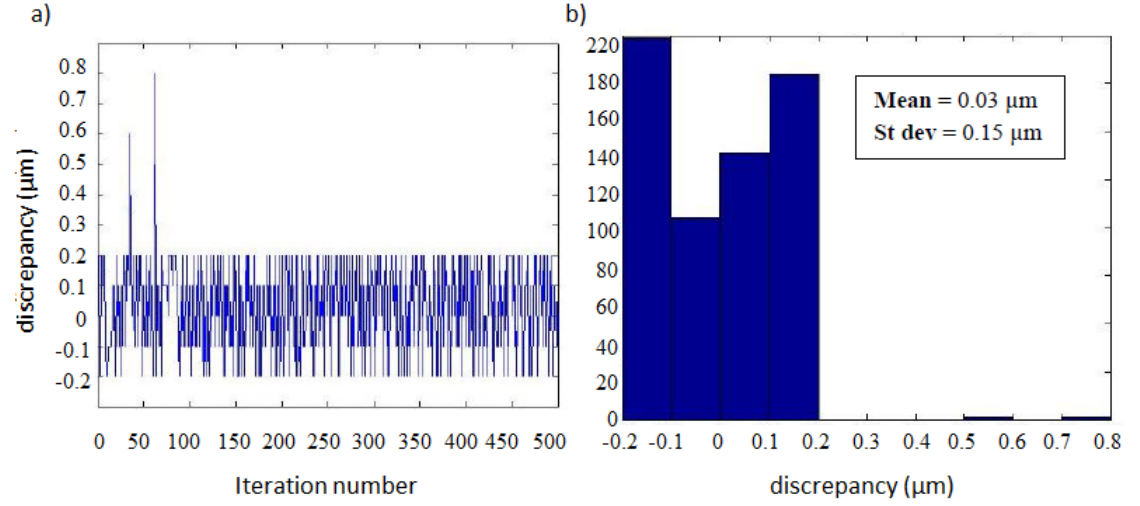 a)
0.8
0.7
0.6
0.5
0.4
0.3
0.2
0.1
0
-0.1
-0.2
discrepancy (µm)
0 50 100 150 200 250 300 350 400 450 500
Iteration number
b)
220
180
160
140
120
100
80
60
40
20
0
Mean = 0.03 µm
St dev = 0.15 µm
-0.2 -0.1 0 0.1 0.2 0.3 0.4 0.5 0.6 0.7 0.8
discrepancy (µm)